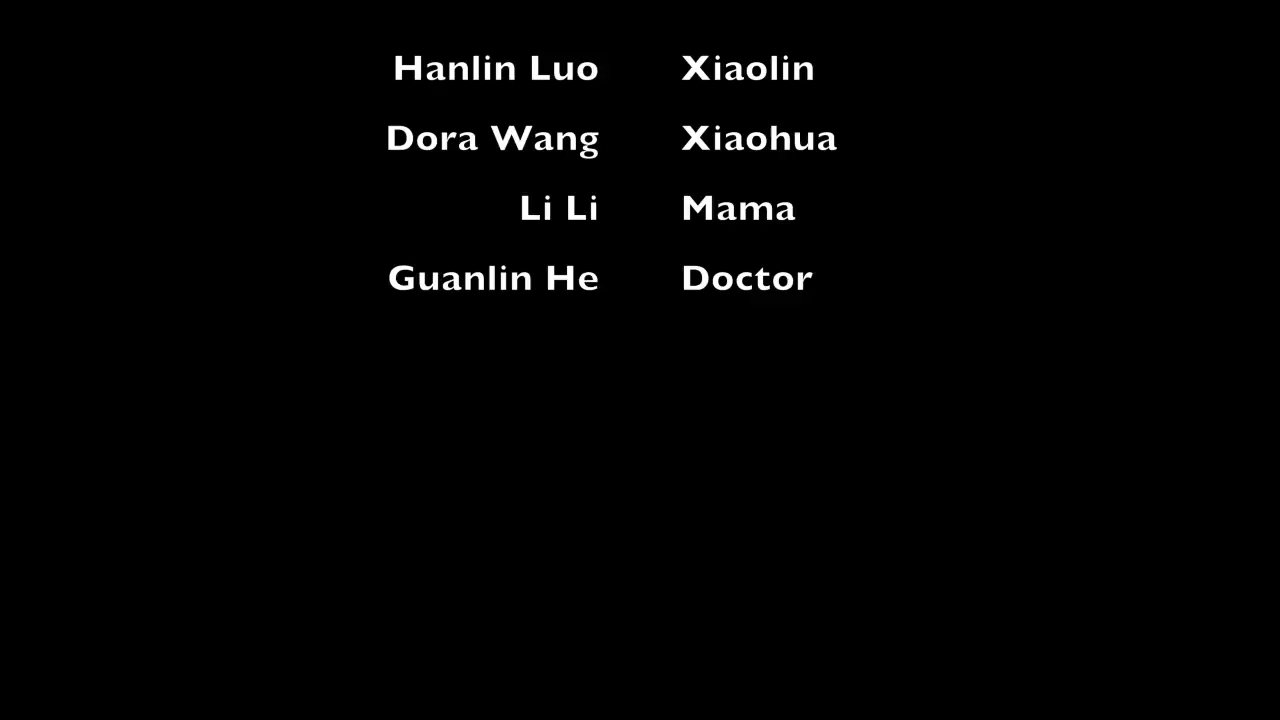 Hanlin Luo Xiaolin
Dora Wang Xiaohua
Li Li Mama
Guanlin He Doctor